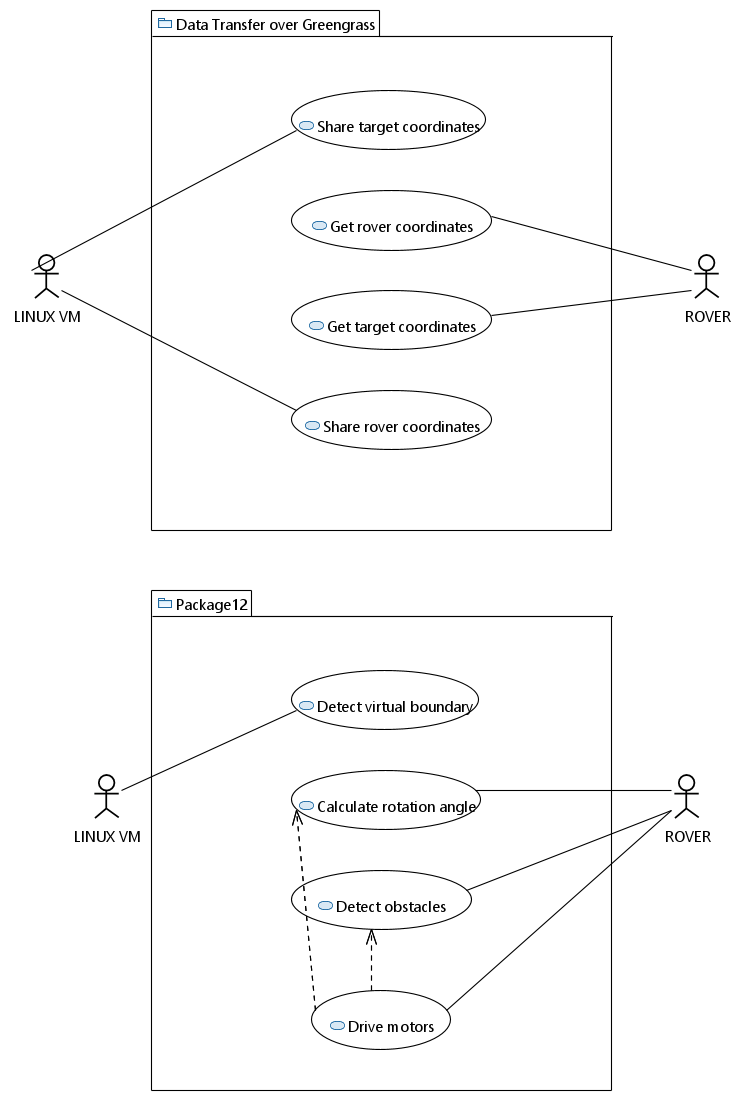 Data Transfer over Greengrass
Share target coordinates
Get rover coordinates
LINUX VM
ROVER
Get target coordinates
Share rover coordinates
Package12
Detect virtual boundary
Calculate rotation angle
LINUX VM
ROVER
Detect obstacles
Drive motors